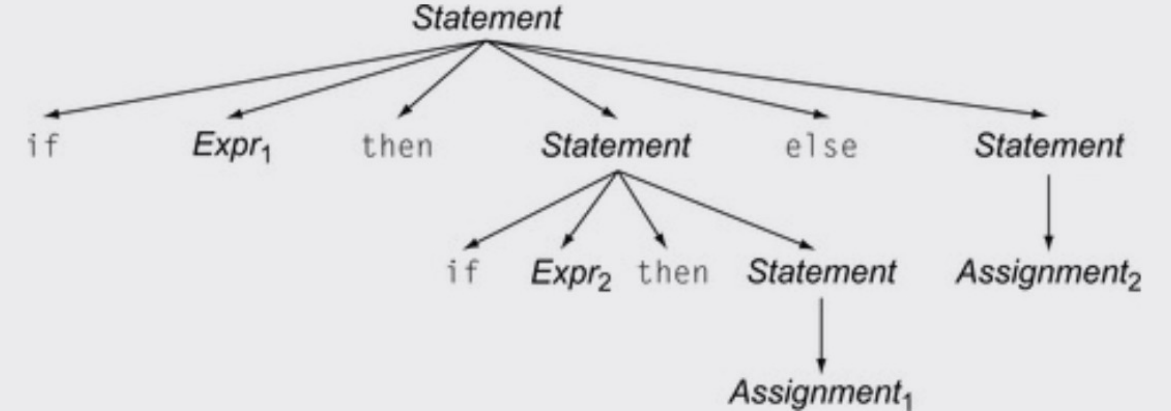 Statement
if Expr₁ then Statement else Statement
if Expr₂ then Statement Assignment₂
Assignment₁